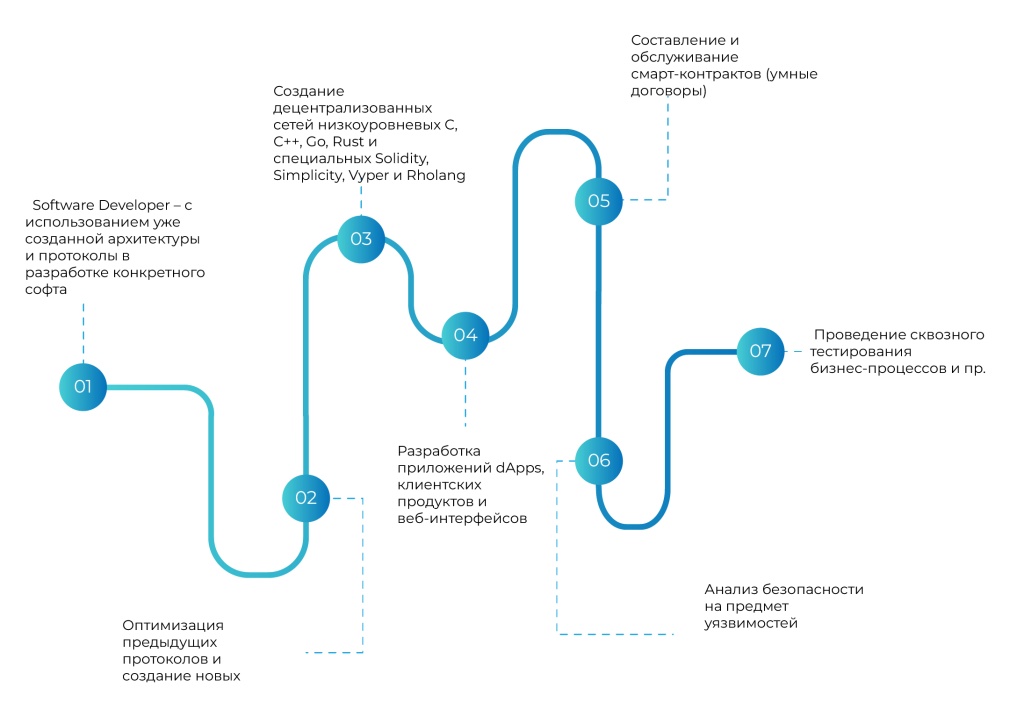 Составление и
обслуживание
смарт-контрактов (умные
договоры)
Создание
децентрализованных
сетей низкоуровневых C,
C++, Go, Rust и
специальных Solidity,
Simplicity, Vyper и Rholang
05
Software Developer – с
использованием уже
созданной архитектуры
и протоколы в
разработке конкретного
софта
03
04
07
Проведение сквозного
тестирования
бизнес-процессов и пр.
01
Разработка
приложений dApps,
клиентских
продуктов и
веб-интерфейсов
06
02
Анализ безопасности
на предмет
уязвимостей
Оптимизация
предыдущих
протоколов и
создание новых